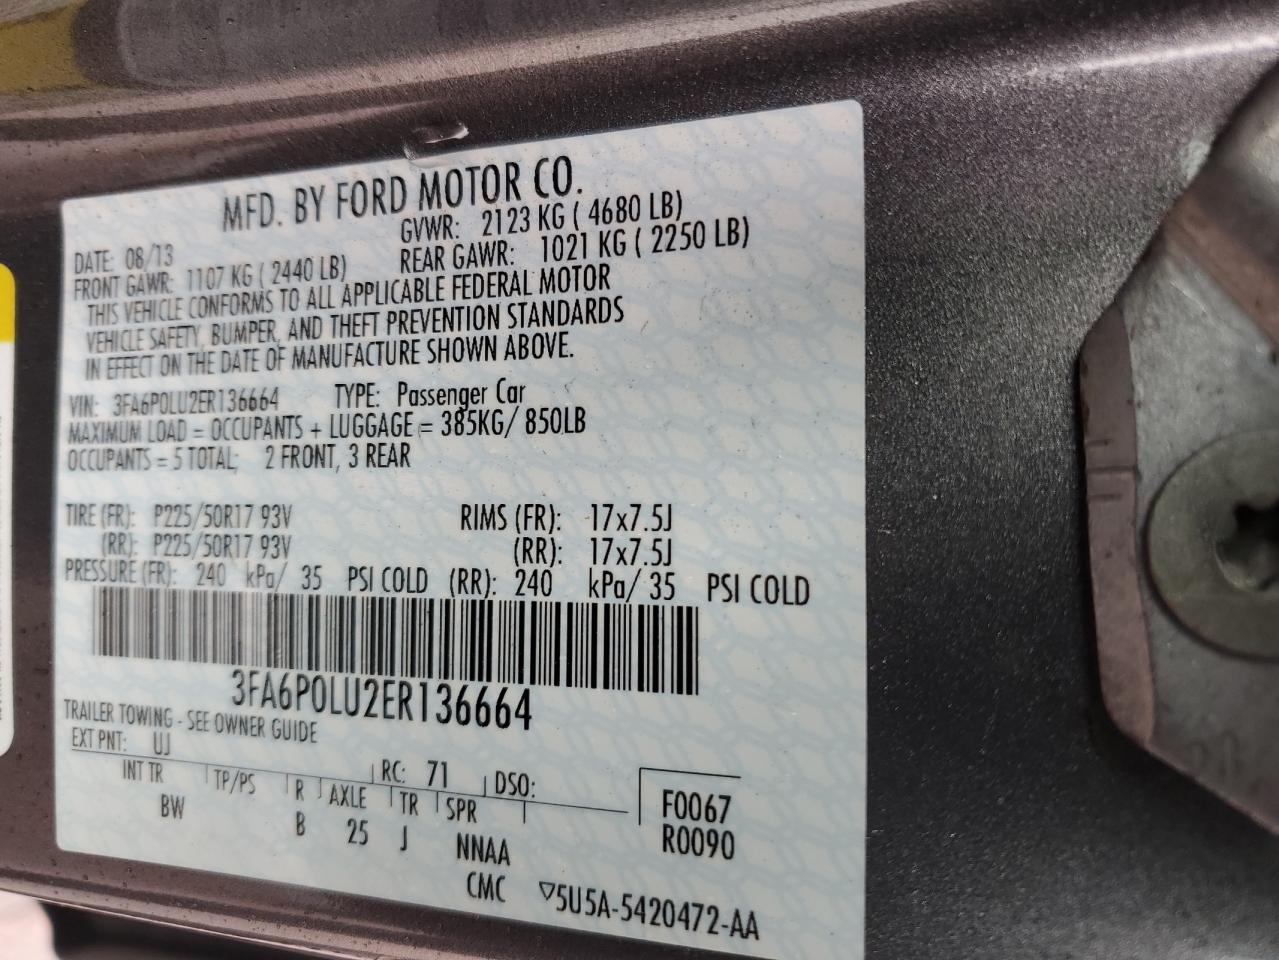 MFD. BY FORD MOTOR CO.
DATE: 08/13 GVWR: 2123 KG ( 4680 LB)
FRONT GAWR: 1107 KG ( 2440 LB) REAR GAWR: 1021 KG ( 2250 LB)
THIS VEHICLE CONFORMS TO ALL APPLICABLE FEDERAL MOTOR
VEHICLE SAFETY, BUMPER, AND THEFT PREVENTION STANDARDS
IN EFFECT ON THE DATE OF MANUFACTURE SHOWN ABOVE.
VIN: 3FA6P0LU2ER136664 TYPE: Passenger Car
MAXIMUM LOAD = OCCUPANTS + LUGGAGE = 385KG/ 850LB
OCCUPANTS = 5 TOTAL; 2 FRONT, 3 REAR
TIRE (FR): P225/50R17 93V RIMS (FR): 17x7.5J
(RR): P225/50R17 93V (RR): 17x7.5J
PRESSURE (FR): 240 kPa/ 35 PSI COLD (RR): 240 kPa/ 35 PSI COLD
3FA6P0LU2ER136664
TRAILER TOWING - SEE OWNER GUIDE
EXT PNT: UJ RC: 71 DSO:
INT TR TP/PS R AXLE TR SPR F0067
BW B 25 J NNAA R0090
CMC ▽5U5A-5420472-AA